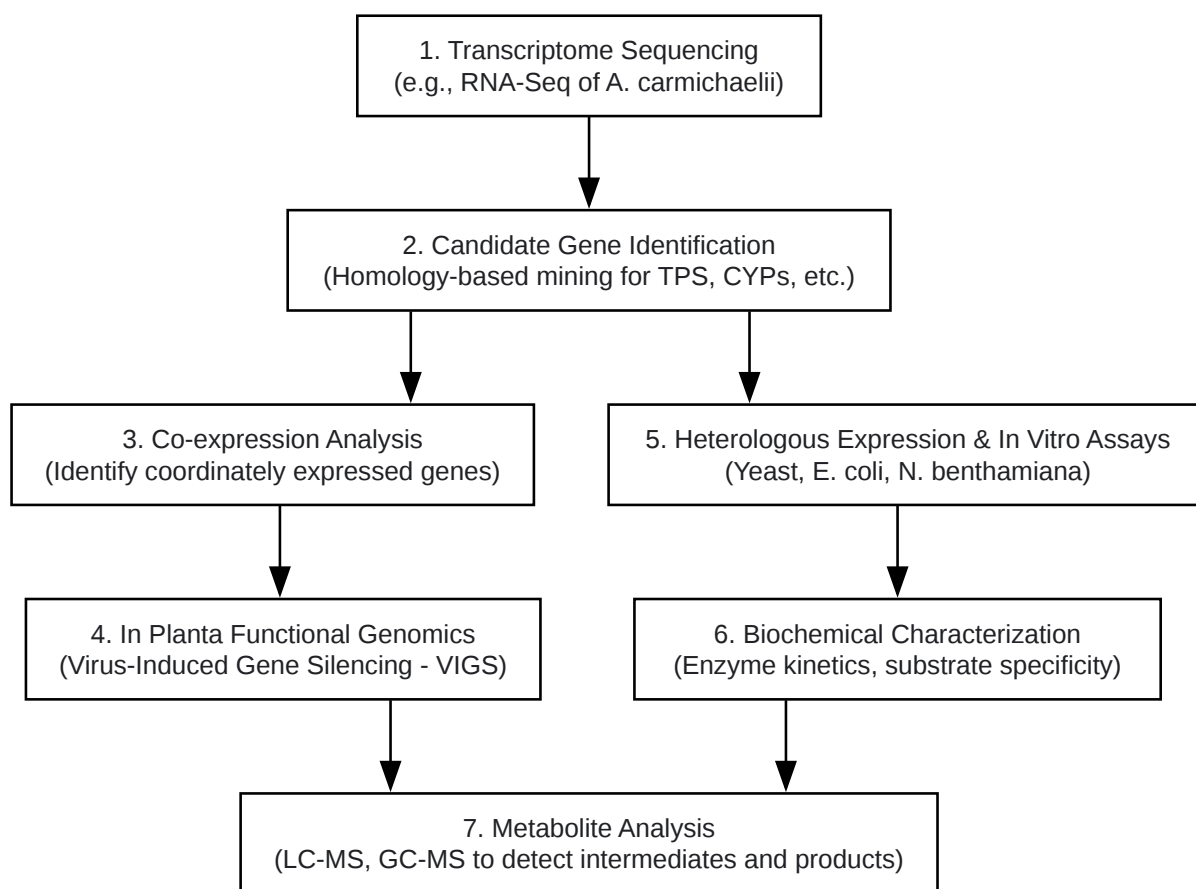 1. Transcriptome Sequencing
(e.g., RNA-Seq of A. carmichaelii)
2. Candidate Gene Identification
(Homology-based mining for TPS, CYPs, etc.)
3. Co-expression Analysis
(Identify coordinately expressed genes)
5. Heterologous Expression & In Vitro Assays
(Yeast, E. coli, N. benthamiana)
4. In Planta Functional Genomics
(Virus-Induced Gene Silencing - VIGS)
6. Biochemical Characterization
(Enzyme kinetics, substrate specificity)
7. Metabolite Analysis
(LC-MS, GC-MS to detect intermediates and products)